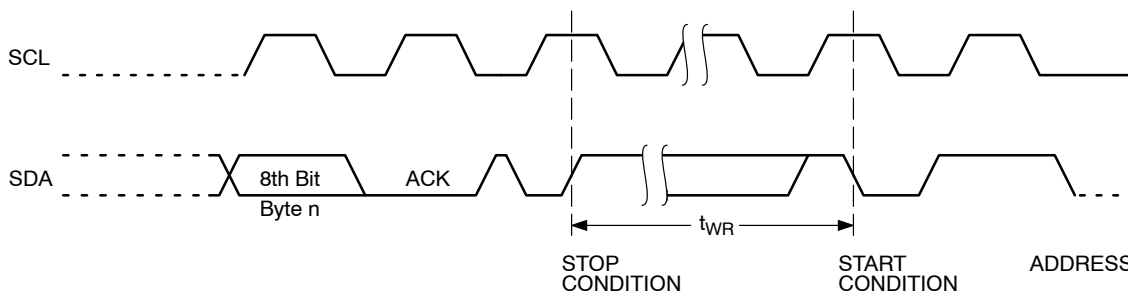 SCL
SDA
8th Bit
Byte n
ACK
tWR
STOP
CONDITION
START
CONDITION
ADDRESS